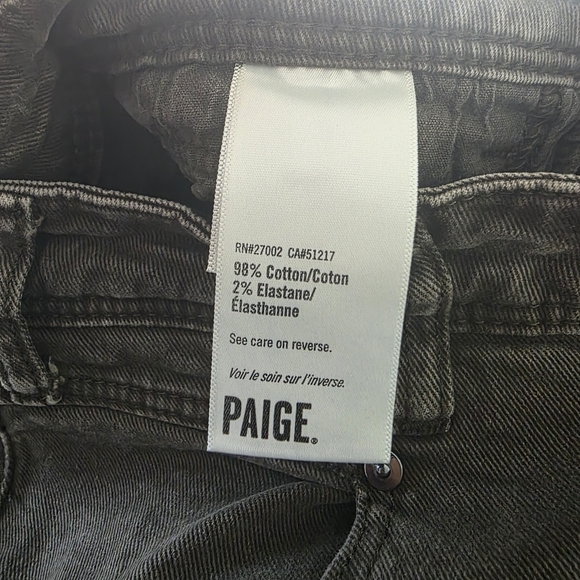 RN#27002 CA#51217
98% Cotton/Coton
2% Elastane/
Élasthanne
See care on reverse.
Voir le soin sur l'inverse.
PAIGE®